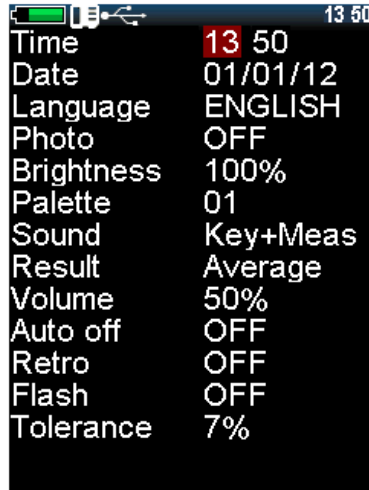 13 50
Time 13 50
Date 01/01/12
Language ENGLISH
Photo OFF
Brightness 100%
Palette 01
Sound Key+Meas
Result Average
Volume 50%
Auto off OFF
Retro OFF
Flash OFF
Tolerance 7%